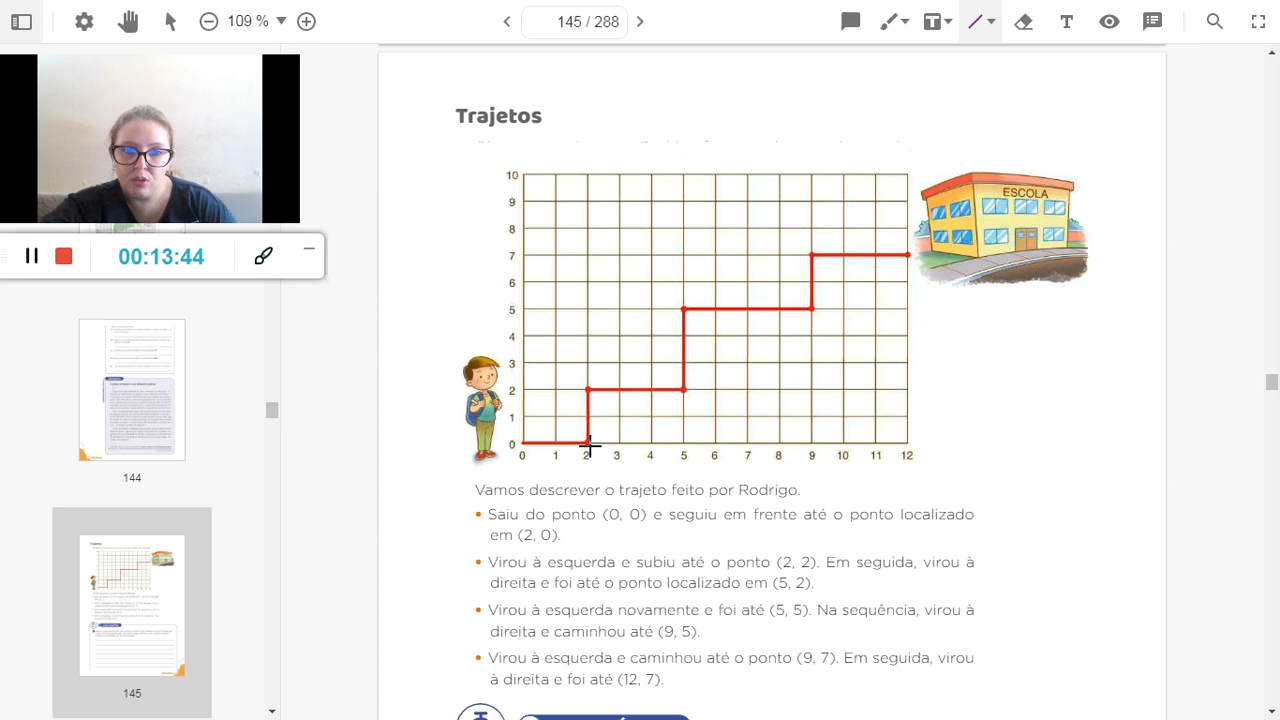 109 %
145 / 288
00:13:44
144
145
Trajetos
10
9
8
7
6
5
4
3
2
1
0
0 1 2 3 4 5 6 7 8 9 10 11 12
ESCOLA
Vamos descrever o trajeto feito por Rodrigo.
• Saiu do ponto (0, 0) e seguiu em frente até o ponto localizado
em (2, 0).
• Virou à esquerda e subiu até o ponto (2, 2). Em seguida, virou à
direita e foi até o ponto localizado em (5, 2).
• Virou à esquerda novamente e foi até (5, 5). Na sequência, virou à
direita e caminhou até (9, 5).
• Virou à esquerda e caminhou até o ponto (9, 7). Em seguida, virou
à direita e foi até (12, 7).